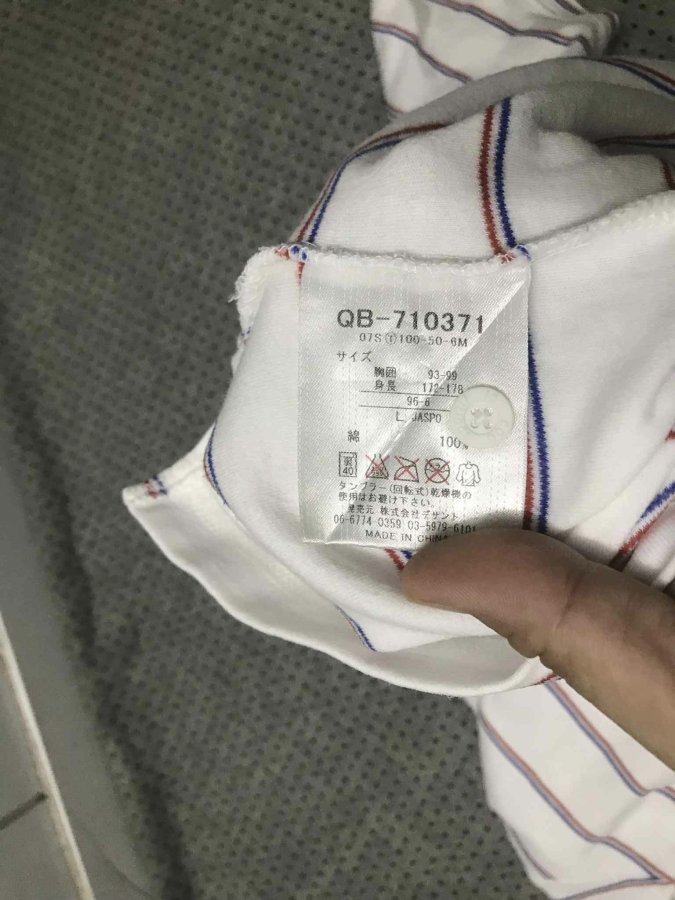 QB-710371
07S①100-50-6M
サイズ
胸囲 93-99
身長 172-178
96-6
L JASPO
綿 100%
40
タンブラー(回転式)乾燥機の
使用はお避け下さい。
発売元 株式会社デサント
06-6774 0359 03-5979-6101
MADE IN CHINA